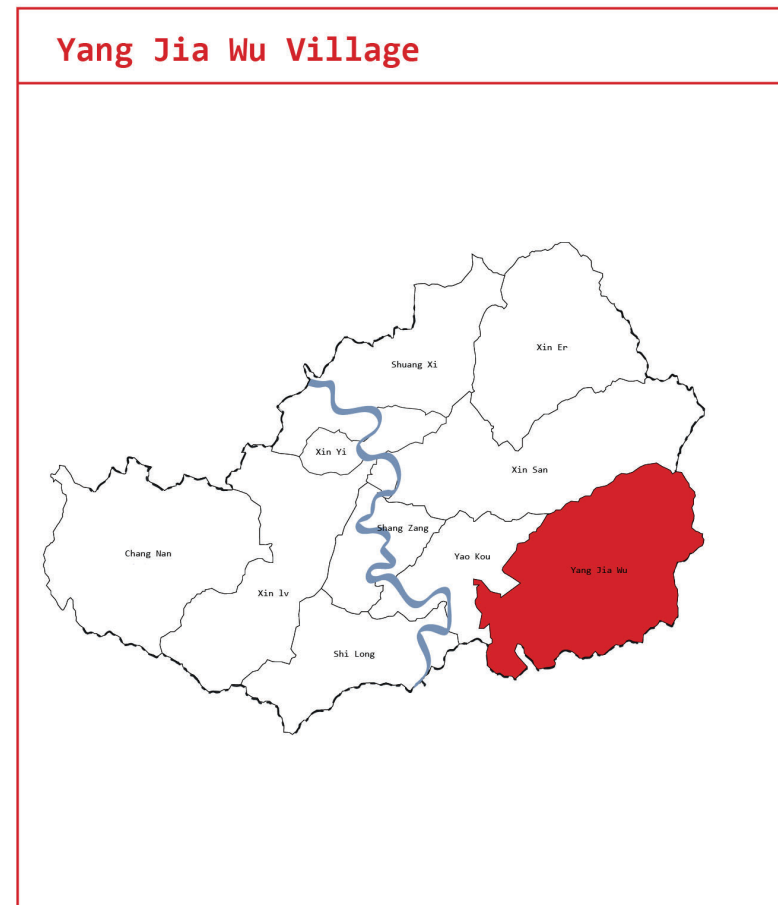 Yang Jia Wu Village
Xin Er
Shuang Xi
Xin Yi
Xin San
Shang Zang
Chang Nan
Yao Kou
Yang Jia Wu
Xin lv
Shi Long